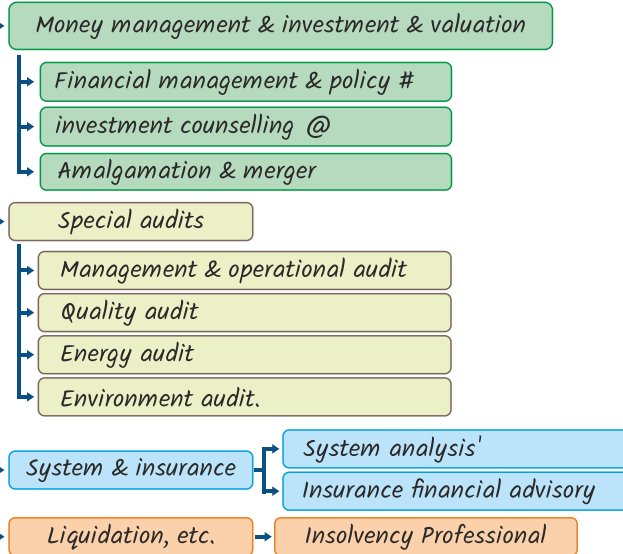 Money management & investment & valuation
Financial management & policy #
investment counselling @
Amalgamation & merger
Special audits
Management & operational audit
Quality audit
Energy audit
Environment audit.
System & insurance
System analysis'
Insurance financial advisory
Liquidation, etc.
Insolvency Professional